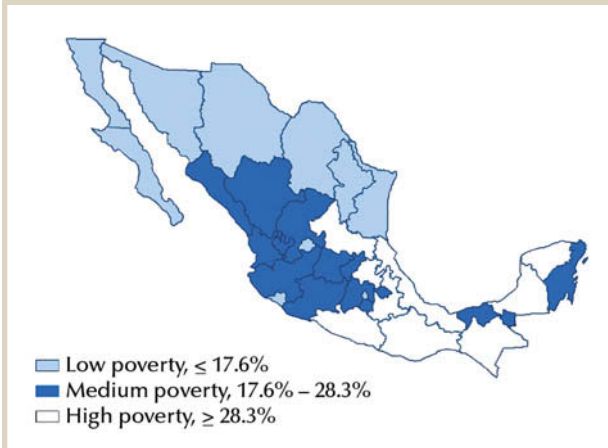 Low poverty, ≤ 17.6%
Medium poverty, 17.6% – 28.3%
High poverty, ≥ 28.3%